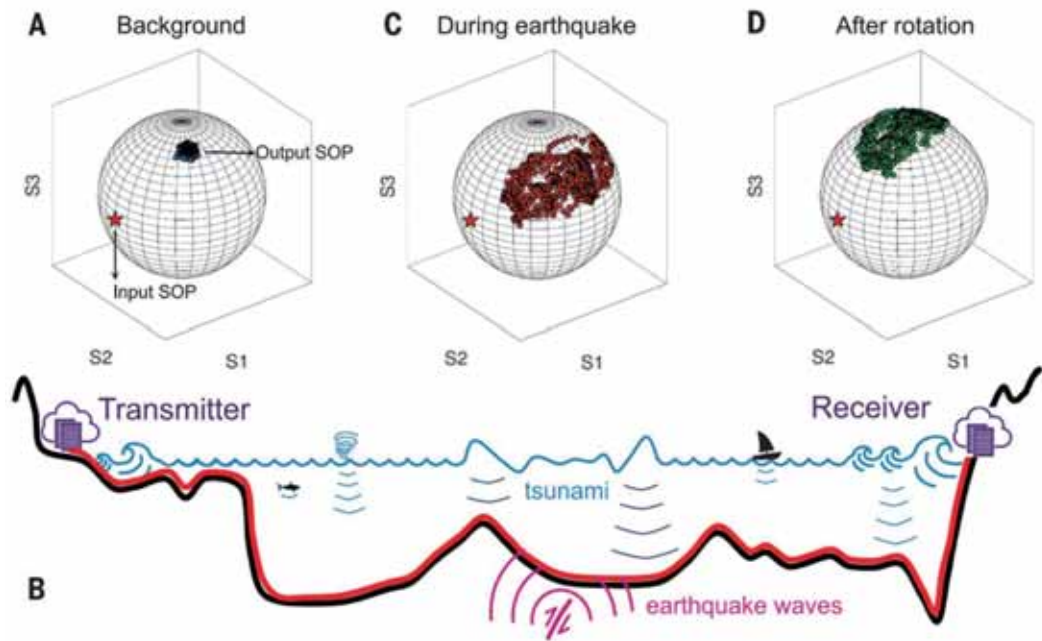 A Background
C During earthquake
D After rotation
Output SOP
Input SOP
S3
S2
S1
S3
S2
S1
S3
S2
S1
Transmitter
Receiver
tsunami
B
earthquake waves